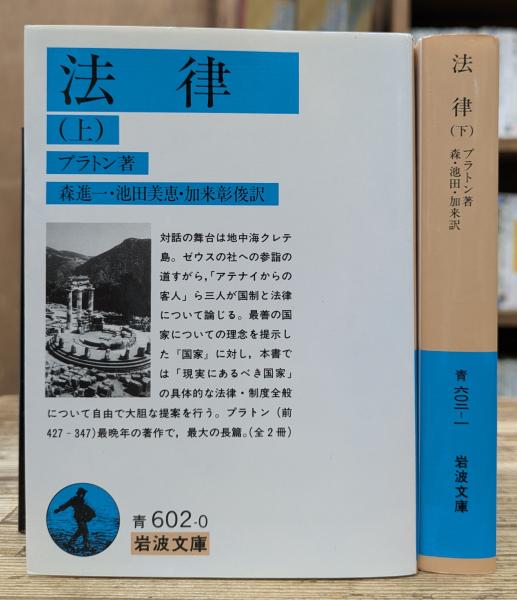 法律
(上)
プラトン著
森進一・池田美恵・加来彰俊訳
対話の舞台は地中海クレテ
島。ゼウスの社への参詣の
道すがら,「アテナイからの
客人」ら三人が国制と法律
について論じる。最善の国
家についての理念を提示し
た『国家』に対し,本書で
は「現実にあるべき国家」
の具体的な法律・制度全般
について自由で大胆な提案を行う。プラトン(前
427-347)最晩年の著作で,最大の長篇。(全2冊)
青602-0
岩波文庫
法律(下)
プラトン著
森・池田・加来訳
青六〇二-一
岩波文庫